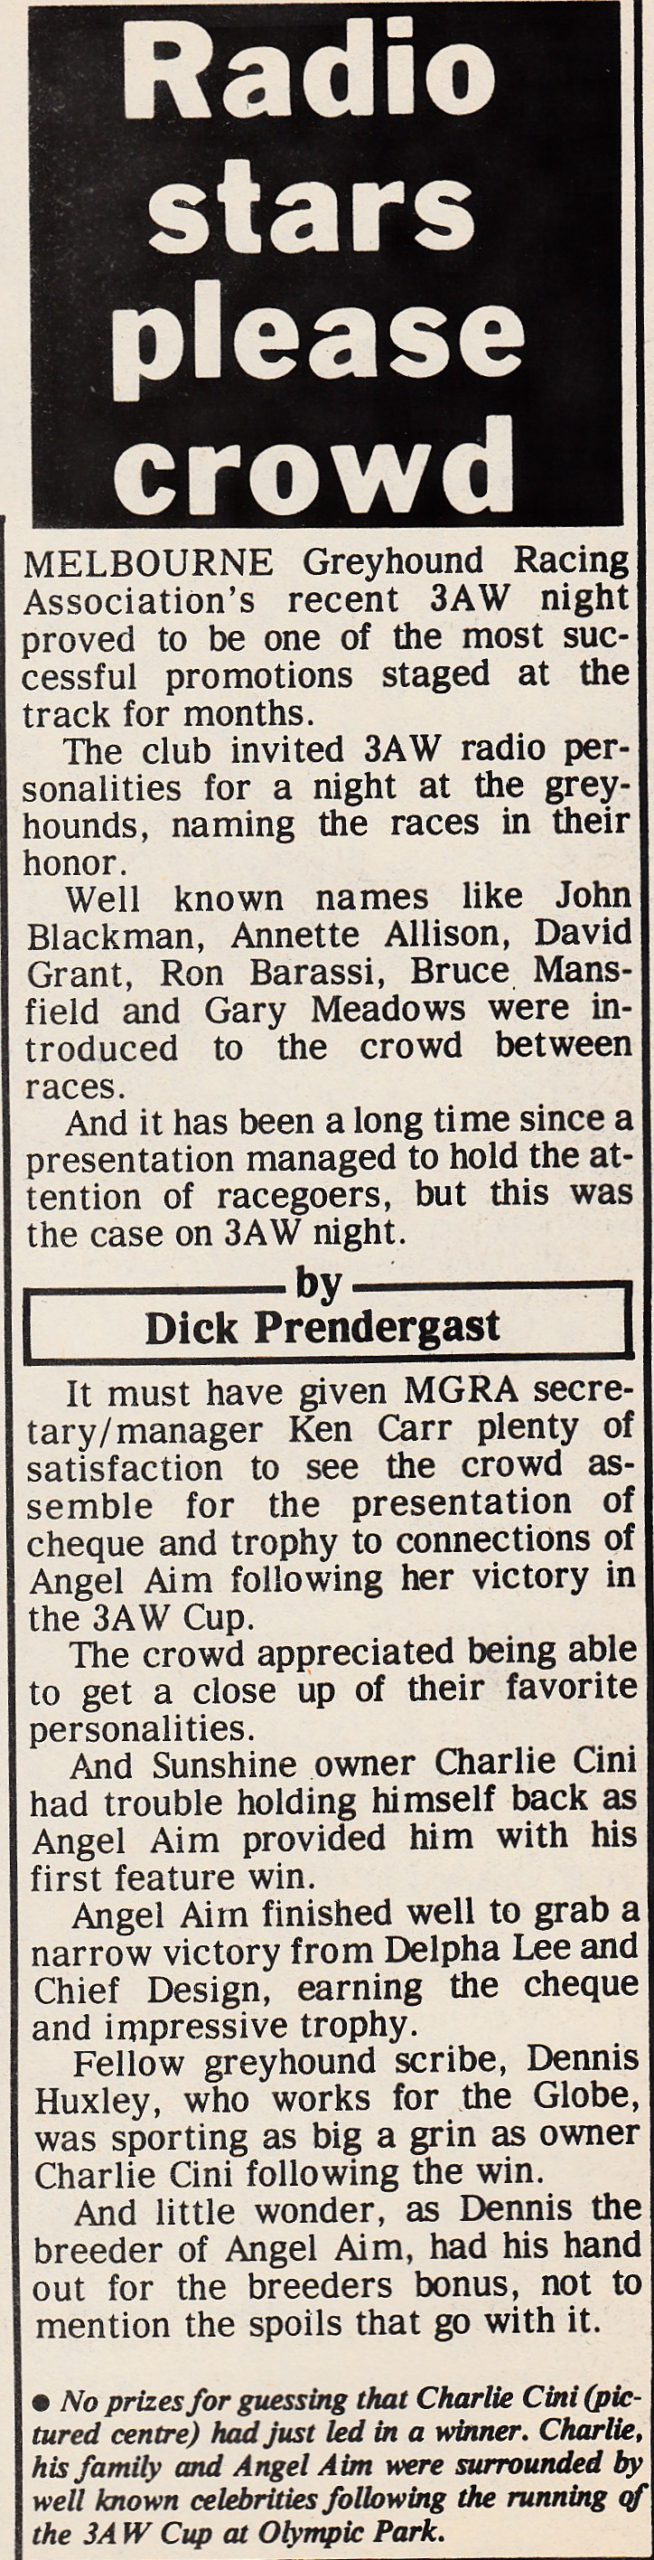 Radio
stars
please
crowd
MELBOURNE Greyhound Racing
Association's recent 3AW night
proved to be one of the most suc-
cessful promotions staged at the
track for months.
The club invited 3AW radio per-
sonalities for a night at the grey-
hounds, naming the races in their
honor.
Well known names like John
Blackman, Annette Allison, David
Grant, Ron Barassi, Bruce Mans-
field and Gary Meadows were in-
troduced to the crowd between
races.
And it has been a long time since a
presentation managed to hold the at-
tention of racegoers, but this was
the case on 3AW night.
by
Dick Prendergast
It must have given MGRA secre-
tary/manager Ken Carr plenty of
satisfaction to see the crowd as-
semble for the presentation of
cheque and trophy to connections of
Angel Aim following her victory in
the 3AW Cup.
The crowd appreciated being able
to get a close up of their favorite
personalities.
And Sunshine owner Charlie Cini
had trouble holding himself back as
Angel Aim provided him with his
first feature win.
Angel Aim finished well to grab a
narrow victory from Delpha Lee and
Chief Design, earning the cheque
and impressive trophy.
Fellow greyhound scribe, Dennis
Huxley, who works for the Globe,
was sporting as big a grin as owner
Charlie Cini following the win.
And little wonder, as Dennis the
breeder of Angel Aim, had his hand
out for the breeders bonus, not to
mention the spoils that go with it.
● No prizes for guessing that Charlie Cini (pic-
tured centre) had just led in a winner. Charlie,
his family and Angel Aim were surrounded by
well known celebrities following the running of
the 3AW Cup at Olympic Park.